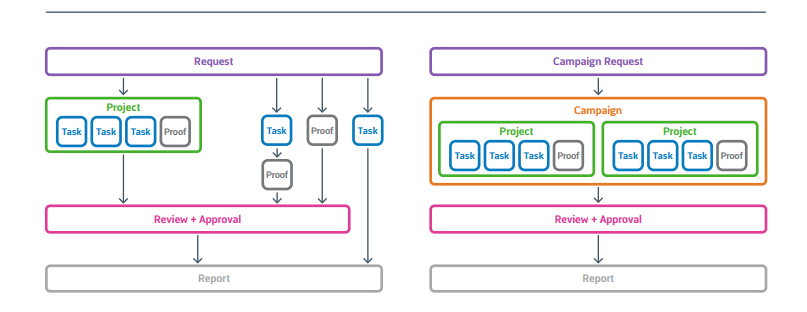 Request
Project
Task Task Task Proof
Task
Proof
Proof
Task
Review + Approval
Report
Campaign Request
Campaign
Project
Task Task Task Proof
Project
Task Task Task Proof
Review + Approval
Report